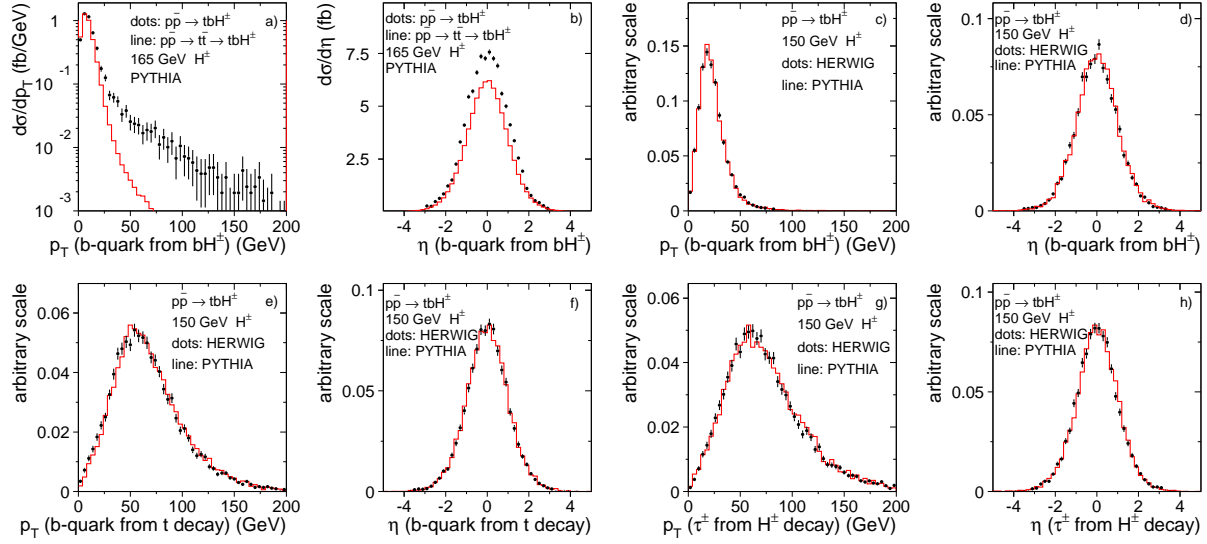 dσ/dp_T (fb/GeV)
1
10⁻¹
10⁻²
10⁻³
a)
dots: pp̄ → tbH±
line: pp̄ → tt̄ → tbH±
165 GeV H±
PYTHIA
0 50 100 150 200
p_T (b-quark from bH±) (GeV)
dσ/dη (fb)
7.5
5
2.5
b)
dots: pp̄ → tbH±
line: pp̄ → tt̄ → tbH±
165 GeV H±
PYTHIA
-4 -2 0 2 4
η (b-quark from bH±)
arbitrary scale
0.15
0.10
0.05
0
pp̄ → tbH± c)
150 GeV H±
dots: HERWIG
line: PYTHIA
0 50 100 150 200
p_T (b-quark from bH±) (GeV)
arbitrary scale
0.1
0.05
0
pp̄ → tbH± d)
150 GeV H±
dots: HERWIG
line: PYTHIA
-4 -2 0 2 4
η (b-quark from bH±)
arbitrary scale
0.06
0.04
0.02
0
pp̄ → tbH± e)
150 GeV H±
dots: HERWIG
line: PYTHIA
0 50 100 150 200
p_T (b-quark from t decay) (GeV)
arbitrary scale
0.1
0.05
0
pp̄ → tbH± f)
150 GeV H±
dots: HERWIG
line: PYTHIA
-4 -2 0 2 4
η (b-quark from t decay)
arbitrary scale
0.06
0.04
0.02
0
pp̄ → tbH± g)
150 GeV H±
dots: HERWIG
line: PYTHIA
0 50 100 150 200
p_T (τ± from H± decay) (GeV)
arbitrary scale
0.1
0.05
0
pp̄ → tbH± h)
150 GeV H±
dots: HERWIG
line: PYTHIA
-4 -2 0 2 4
η (τ± from H± decay)